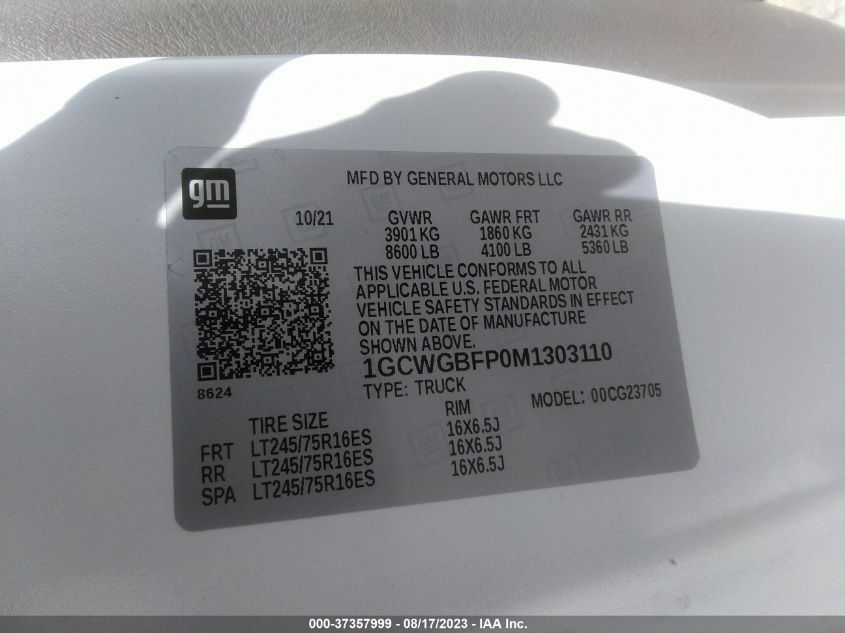 gm
MFD BY GENERAL MOTORS LLC
10/21 GVWR GAWR FRT GAWR RR
3901 KG 1860 KG 2431 KG
8600 LB 4100 LB 5360 LB
THIS VEHICLE CONFORMS TO ALL
APPLICABLE U.S. FEDERAL MOTOR
VEHICLE SAFETY STANDARDS IN EFFECT
ON THE DATE OF MANUFACTURE
SHOWN ABOVE.
1GCWGBFP0M1303110
8624
TYPE: TRUCK MODEL: 00CG23705
TIRE SIZE RIM
FRT LT245/75R16ES 16X6.5J
RR LT245/75R16ES 16X6.5J
SPA LT245/75R16ES 16X6.5J
000-37357999 - 08/17/2023 - IAA Inc.